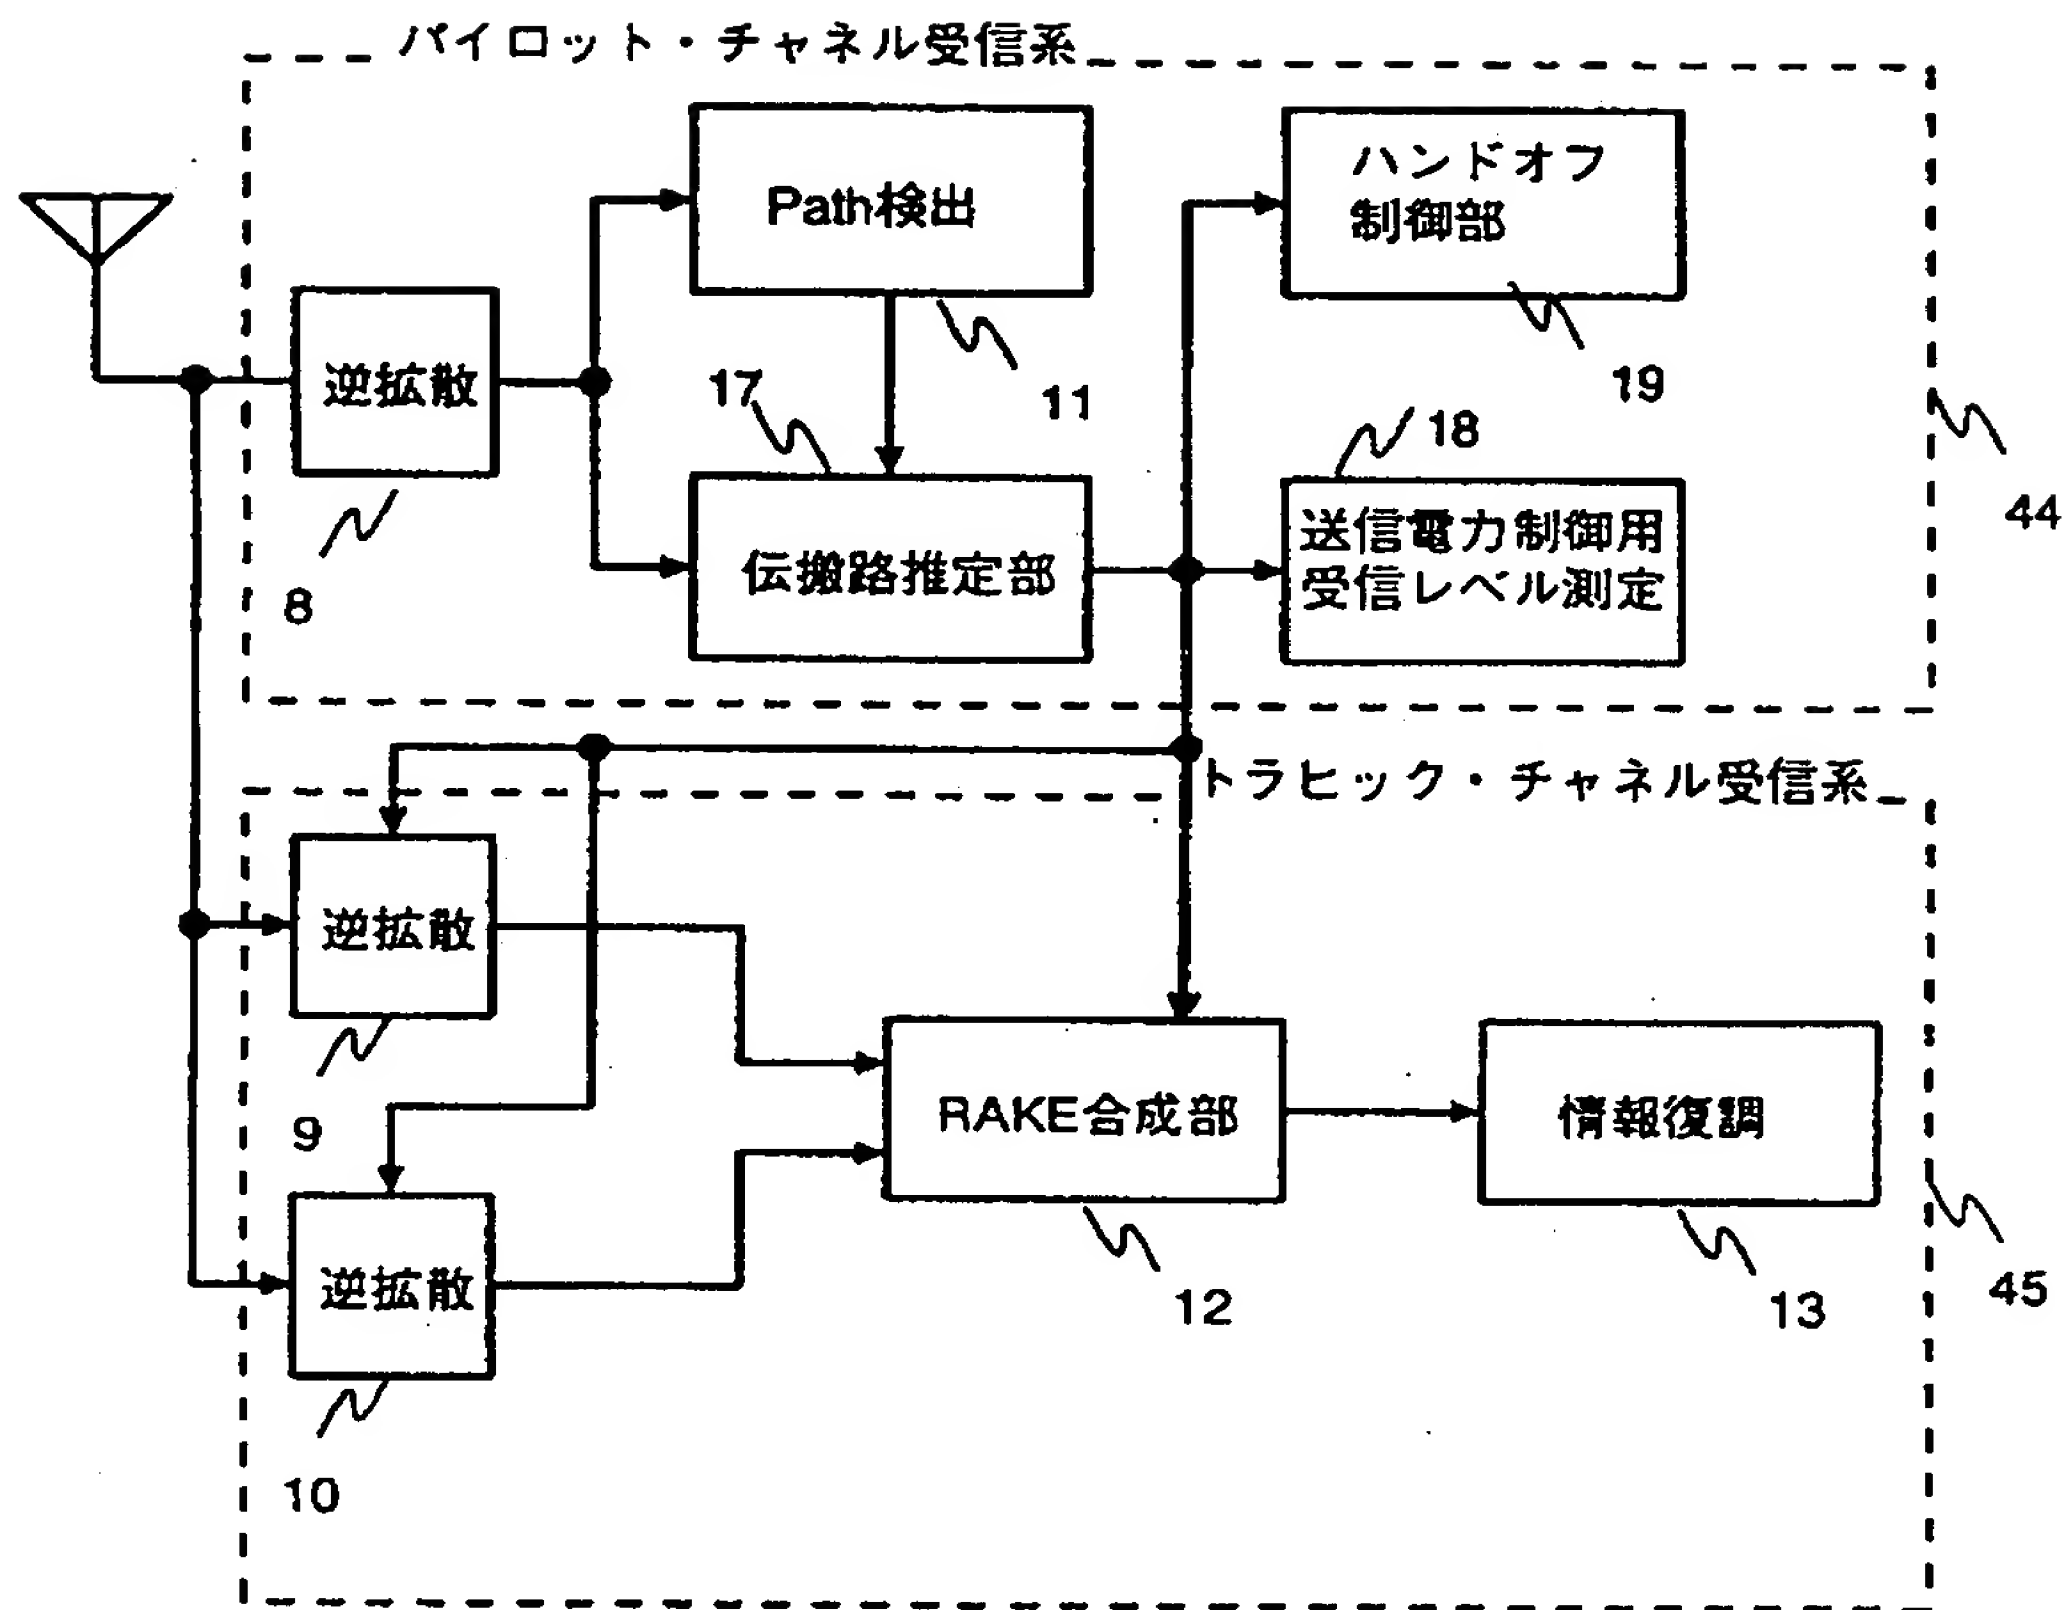 パイロット・チャネル受信系
Path検出
ハンドオフ
制御部
逆拡散
17
11
19
18
44
伝搬路推定部
送信電力制御用
受信レベル測定
8
トラヒック・チャネル受信系
逆拡散
9
RAKE合成部
情報復調
逆拡散
12
13
45
10